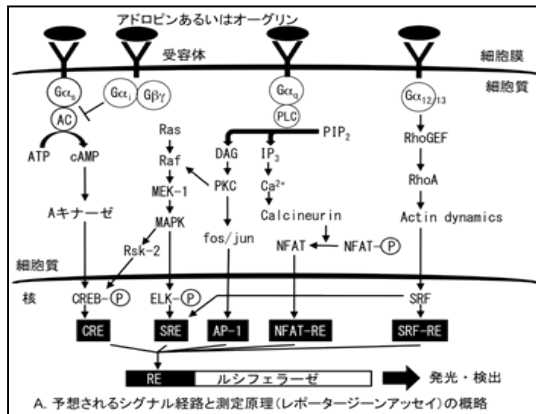 アドロピンあるいはオーグリン
受容体
細胞膜
細胞質
Gαs
Gαi
Gβγ
Gαq
Gα12/13
AC
PLC
PIP2
RhoGEF
ATP
cAMP
Ras
DAG
IP3
Raf
PKC
Ca2+
RhoA
MEK-1
Aキナーゼ
MAPK
Calcineurin
Actin dynamics
Rsk-2
fos/jun
NFAT
NFAT-P
細胞質
核
CREB-P
ELK-P
SRF
CRE
SRE
AP-1
NFAT-RE
SRF-RE
RE
ルシフェラーゼ
発光・検出
A. 予想されるシグナル経路と測定原理(レポータージーンアッセイ)の概略